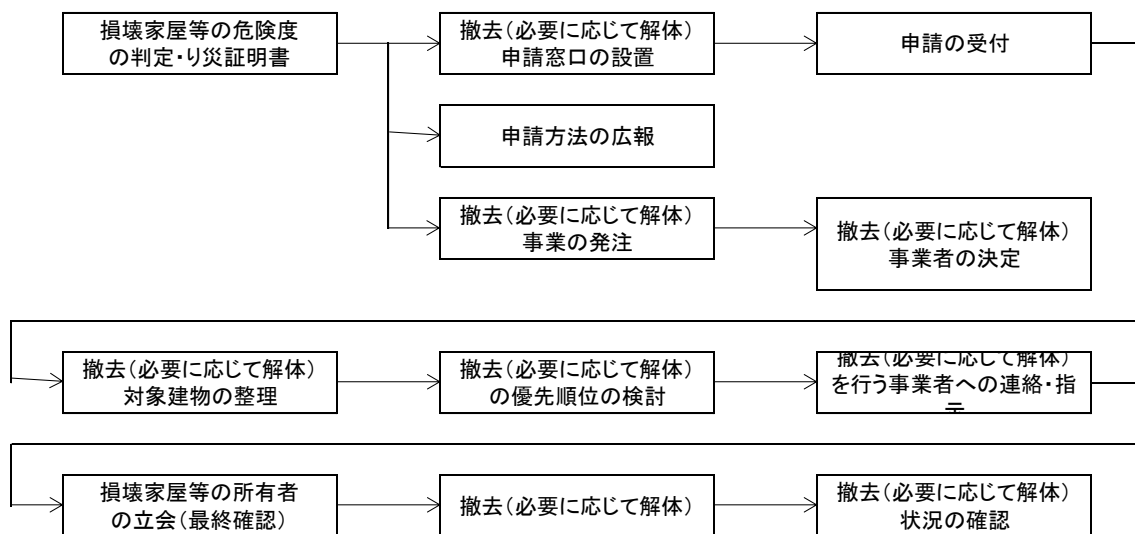 損壊家屋等の危険度
の判定・り災証明書
撤去（必要に応じて解体）
申請窓口の設置
申請の受付
申請方法の広報
撤去（必要に応じて解体）
事業の発注
撤去（必要に応じて解体）
事業者の決定
撤去（必要に応じて解体）
対象建物の整理
撤去（必要に応じて解体）
の優先順位の検討
撤去（必要に応じて解体）
を行う事業者への連絡・指
示
損壊家屋等の所有者
の立会（最終確認）
撤去（必要に応じて解体）
撤去（必要に応じて解体）
状況の確認